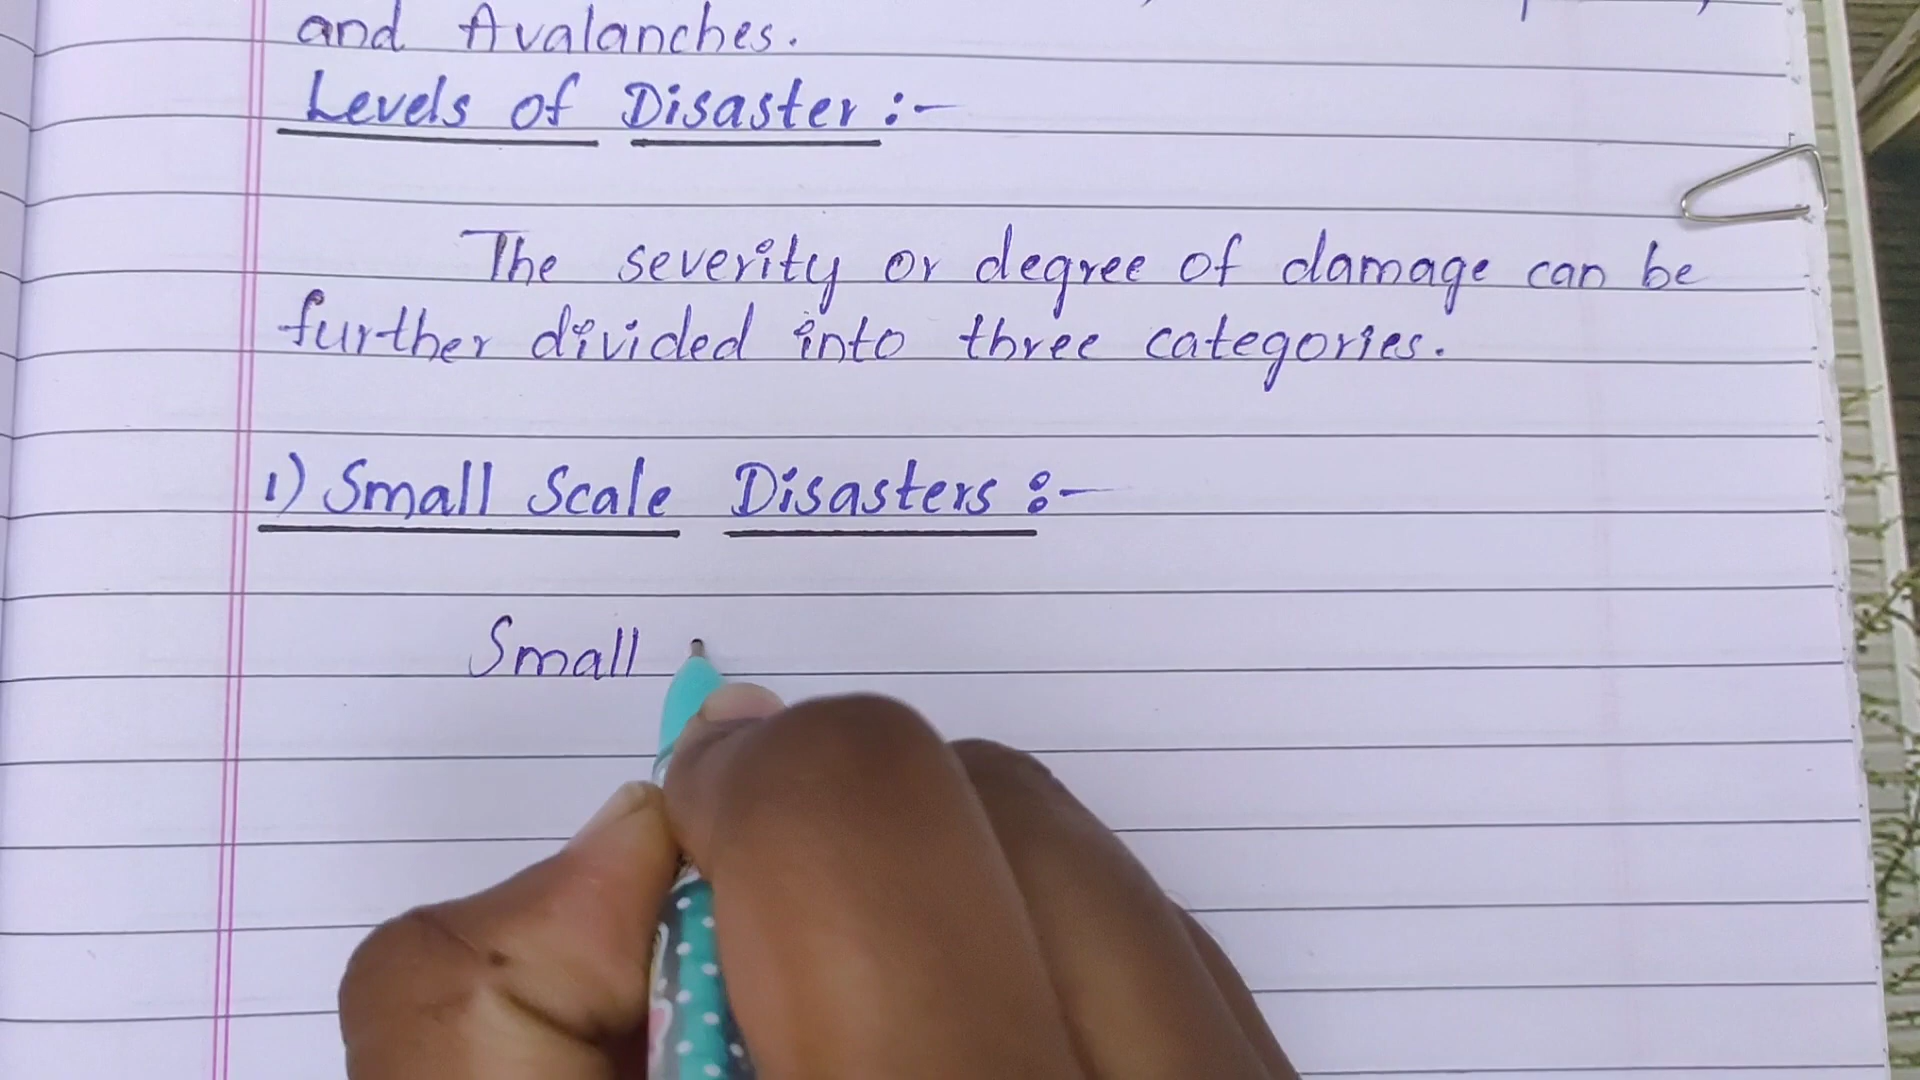 and Avalanches.
Levels of Disaster :-
The severity or degree of damage can be
further divided into three categories.
1) Small Scale Disasters :-
Small